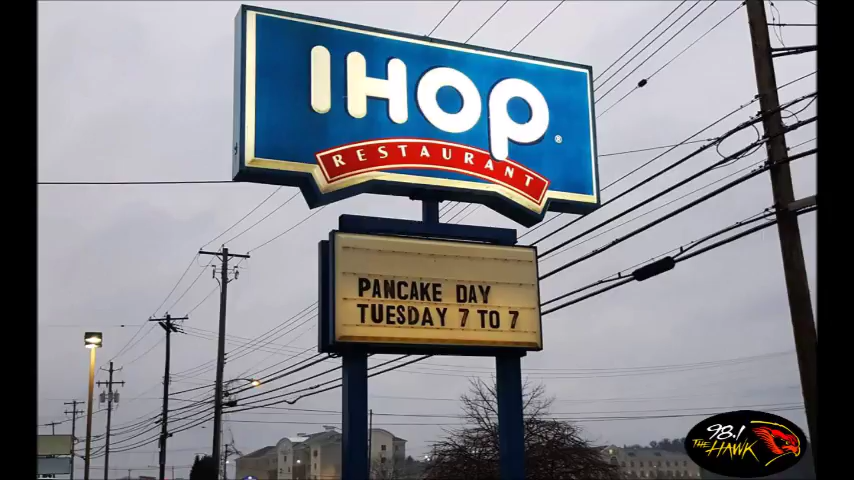 IHOP
RESTAURANT
PANCAKE DAY
TUESDAY 7 TO 7
98.1
THE HAWK